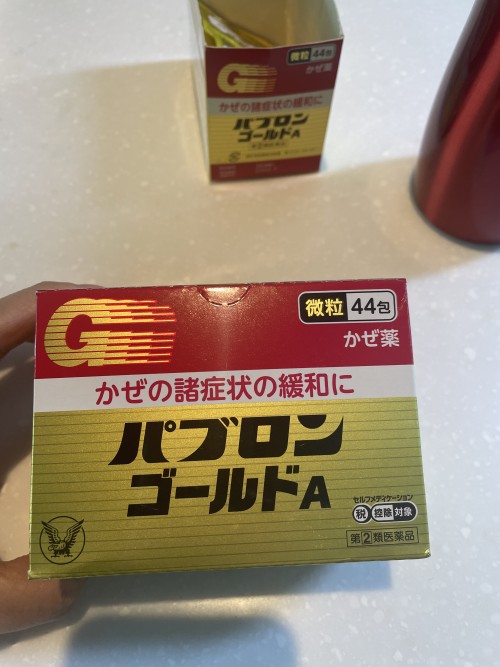 G
微粒 44包
かぜ薬
かぜの諸症状の緩和に
パブロン
ゴールドA
G
微粒 44包
かぜ薬
かぜの諸症状の緩和に
パブロン
ゴールドA
セルフメディケーション
税 控除 対象
指②類医薬品